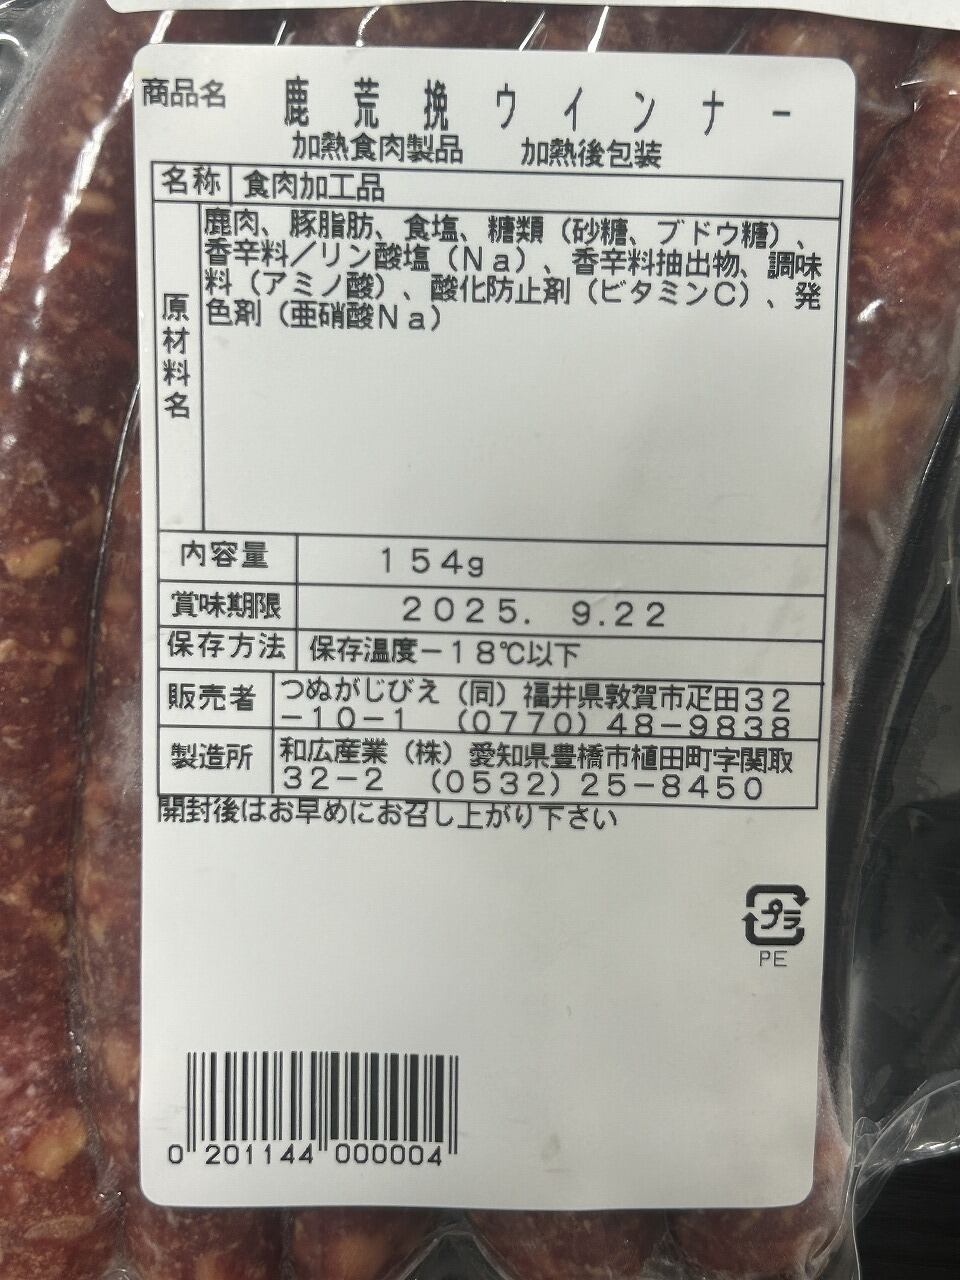 商品名 鹿荒挽ウインナー
加熱食肉製品 加熱後包装
名称 食肉加工品
原材料名
鹿肉、豚脂肪、食塩、糖類（砂糖、ブドウ糖）、
香辛料／リン酸塩（Ｎａ）、香辛料抽出物、調味
料（アミノ酸）、酸化防止剤（ビタミンＣ）、発
色剤（亜硝酸Ｎａ）
内容量 154g
賞味期限 2025. 9.22
保存方法 保存温度－18℃以下
販売者 つぬがじびえ（同）福井県敦賀市疋田32
－10－1 （0770）48－9838
製造所 和広産業（株）愛知県豊橋市植田町字関取
32－2 （0532）25－8450
開封後はお早めにお召し上がり下さい
プラ
PE
0 201144 000004